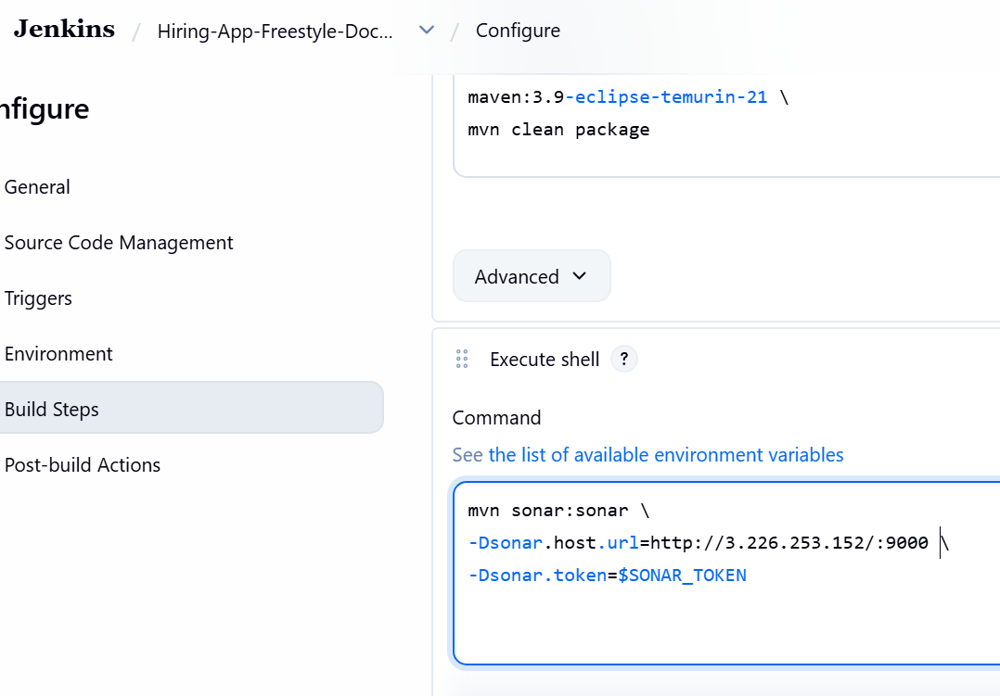 Jenkins / Hiring-App-Freestyle-Doc... / Configure
nfigure
General
Source Code Management
Triggers
Environment
Build Steps
Post-build Actions
maven:3.9-eclipse-temurin-21 \
mvn clean package
Advanced
Execute shell ?
Command
See the list of available environment variables
mvn sonar:sonar \
-Dsonar.host.url=http://3.226.253.152/:9000 \
-Dsonar.token=$SONAR_TOKEN